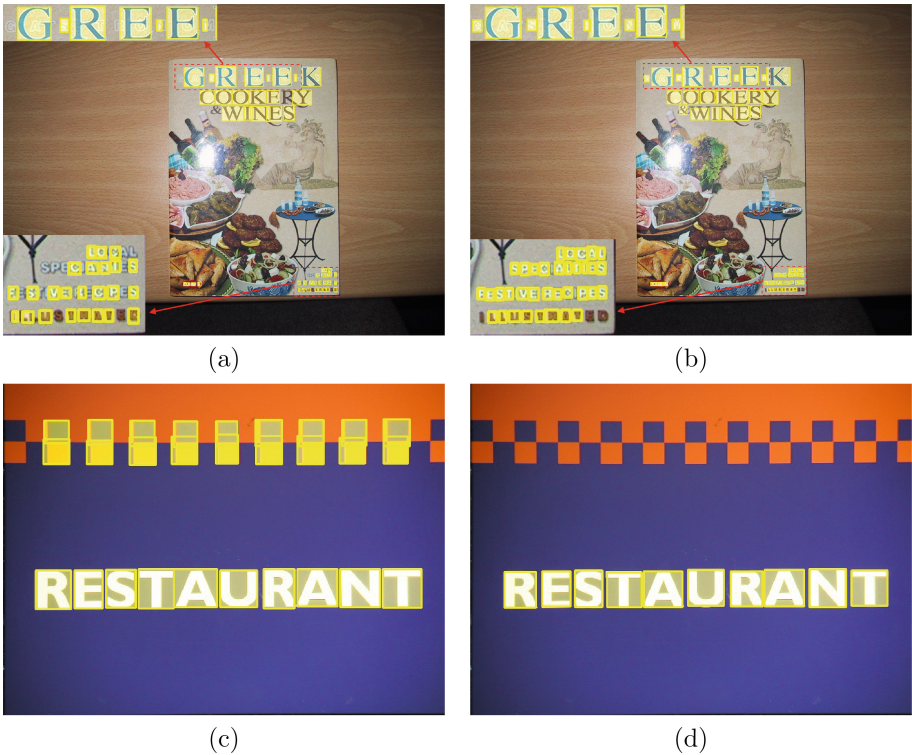 GREE
GREEK
COOKERY
& WINES
LOCAL
SPECIALITIES
FESTIVE RECIPES
ILLUSTRATED
(a)
GREE
GREEK
COOKERY
& WINES
LOCAL
SPECIALITIES
FESTIVE RECIPES
ILLUSTRATED
(b)
RESTAURANT
(c)
RESTAURANT
(d)